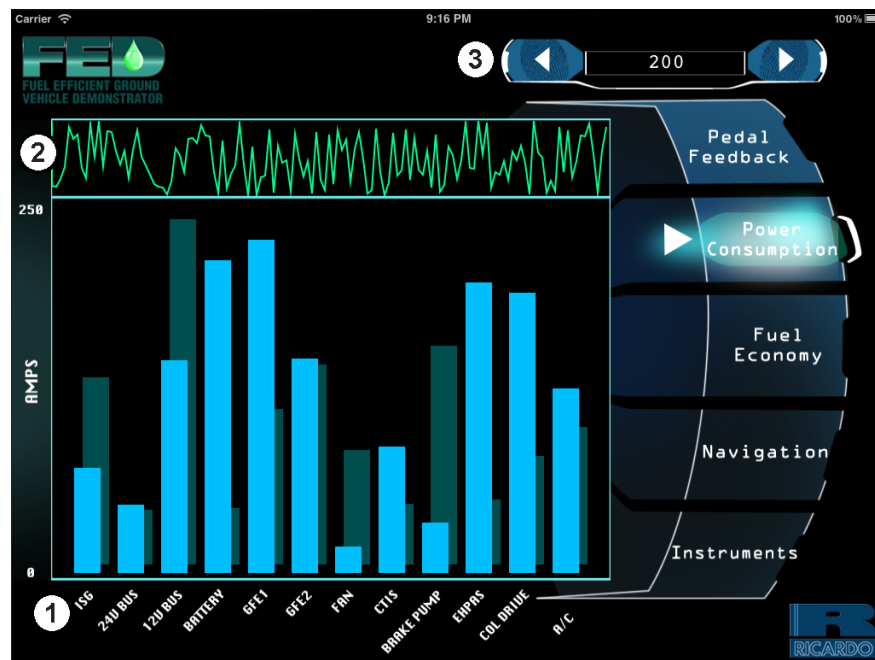 Carrier 9:16 PM 100%
FED
FUEL EFFICIENT GROUND
VEHICLE DEMONSTRATOR
3
200
2
Pedal
Feedback
Power
Consumption
Fuel
Economy
Navigation
Instruments
250
AMPS
0
1
ISG
24V BUS
12V BUS
BATTERY
GFE1
GFE2
FAN
CTIS
BRAKE PUMP
EHPAS
COL DRIVE
A/C
R
RICARDO